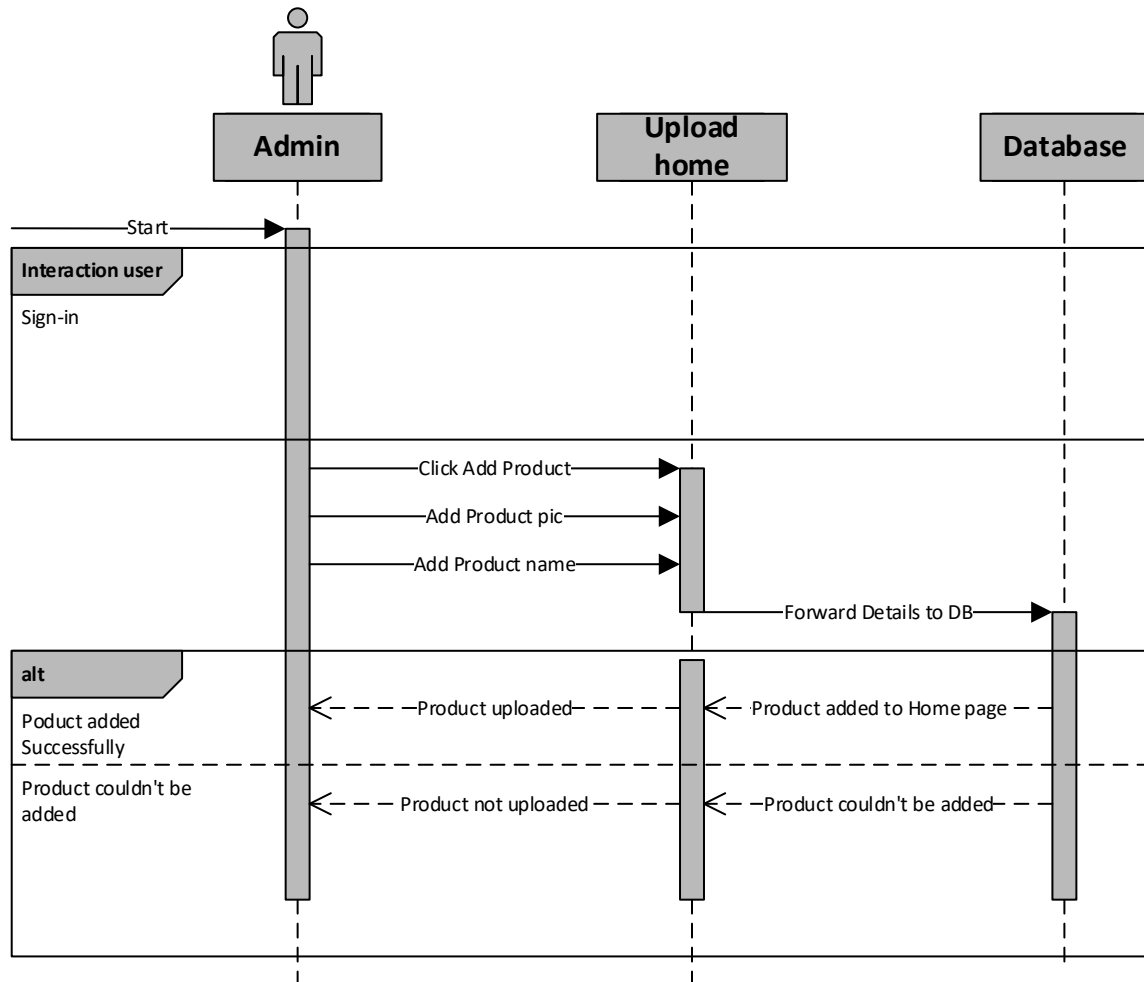 Admin
Upload
home
Database
Start
Interaction user
Sign-in
Click Add Product
Add Product pic
Add Product name
Forward Details to DB
alt
Poduct added
Successfully
Product uploaded
Product added to Home page
Product couldn't be
added
Product not uploaded
Product couldn't be added